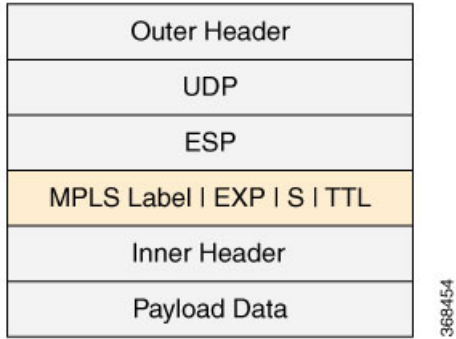 Outer Header
UDP
ESP
MPLS Label | EXP | S | TTL
Inner Header
Payload Data
368454